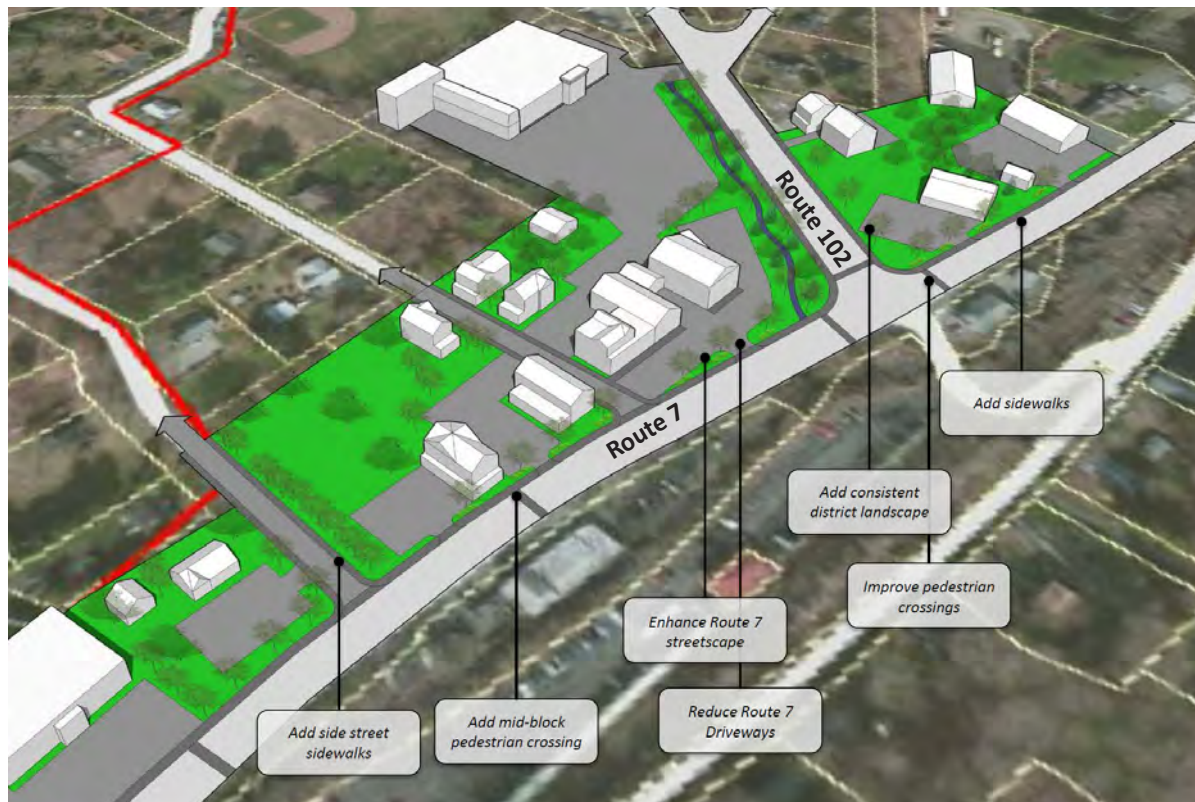 Route 102
Route 7
Add sidewalks
Add consistent
district landscape
Improve pedestrian
crossings
Enhance Route 7
streetscape
Reduce Route 7
Driveways
Add mid-block
pedestrian crossing
Add side street
sidewalks